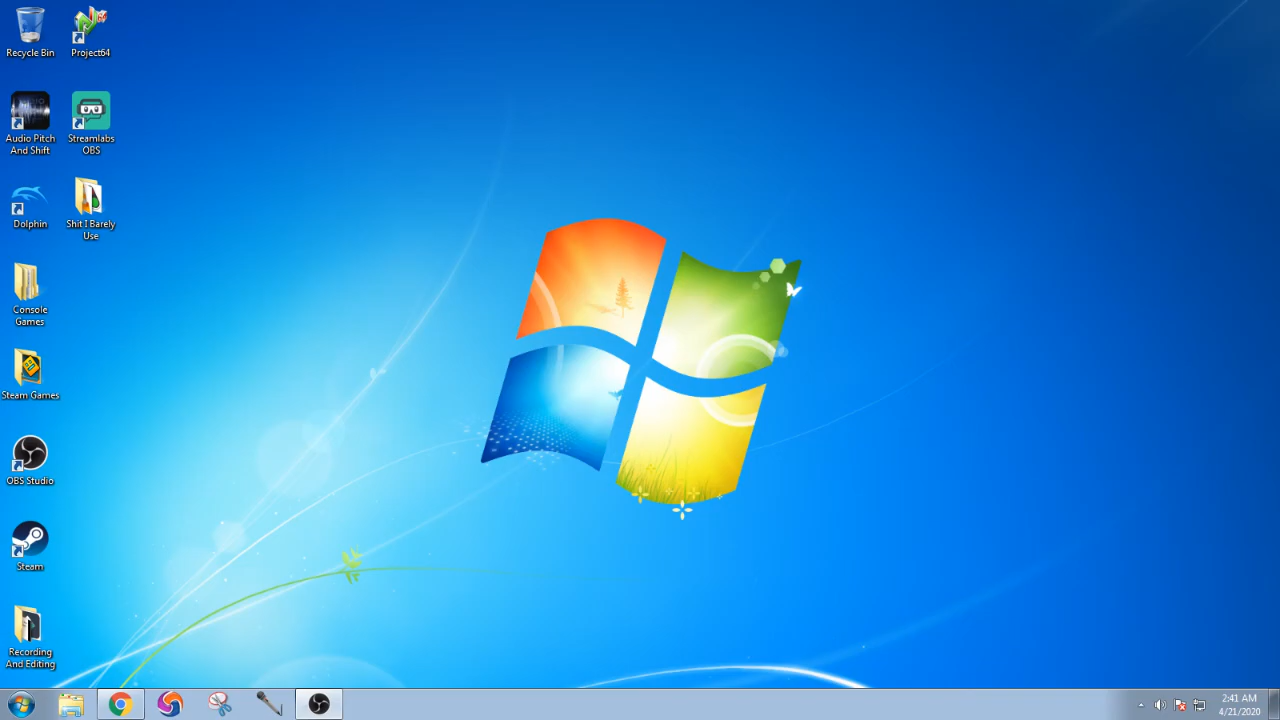 Recycle Bin
Project64
Audio Pitch
And Shift
Streamlabs
OBS
Dolphin
Shit I Barely
Use
Console
Games
Steam Games
OBS Studio
Steam
Recording
And Editing
2:41 AM
4/21/2020